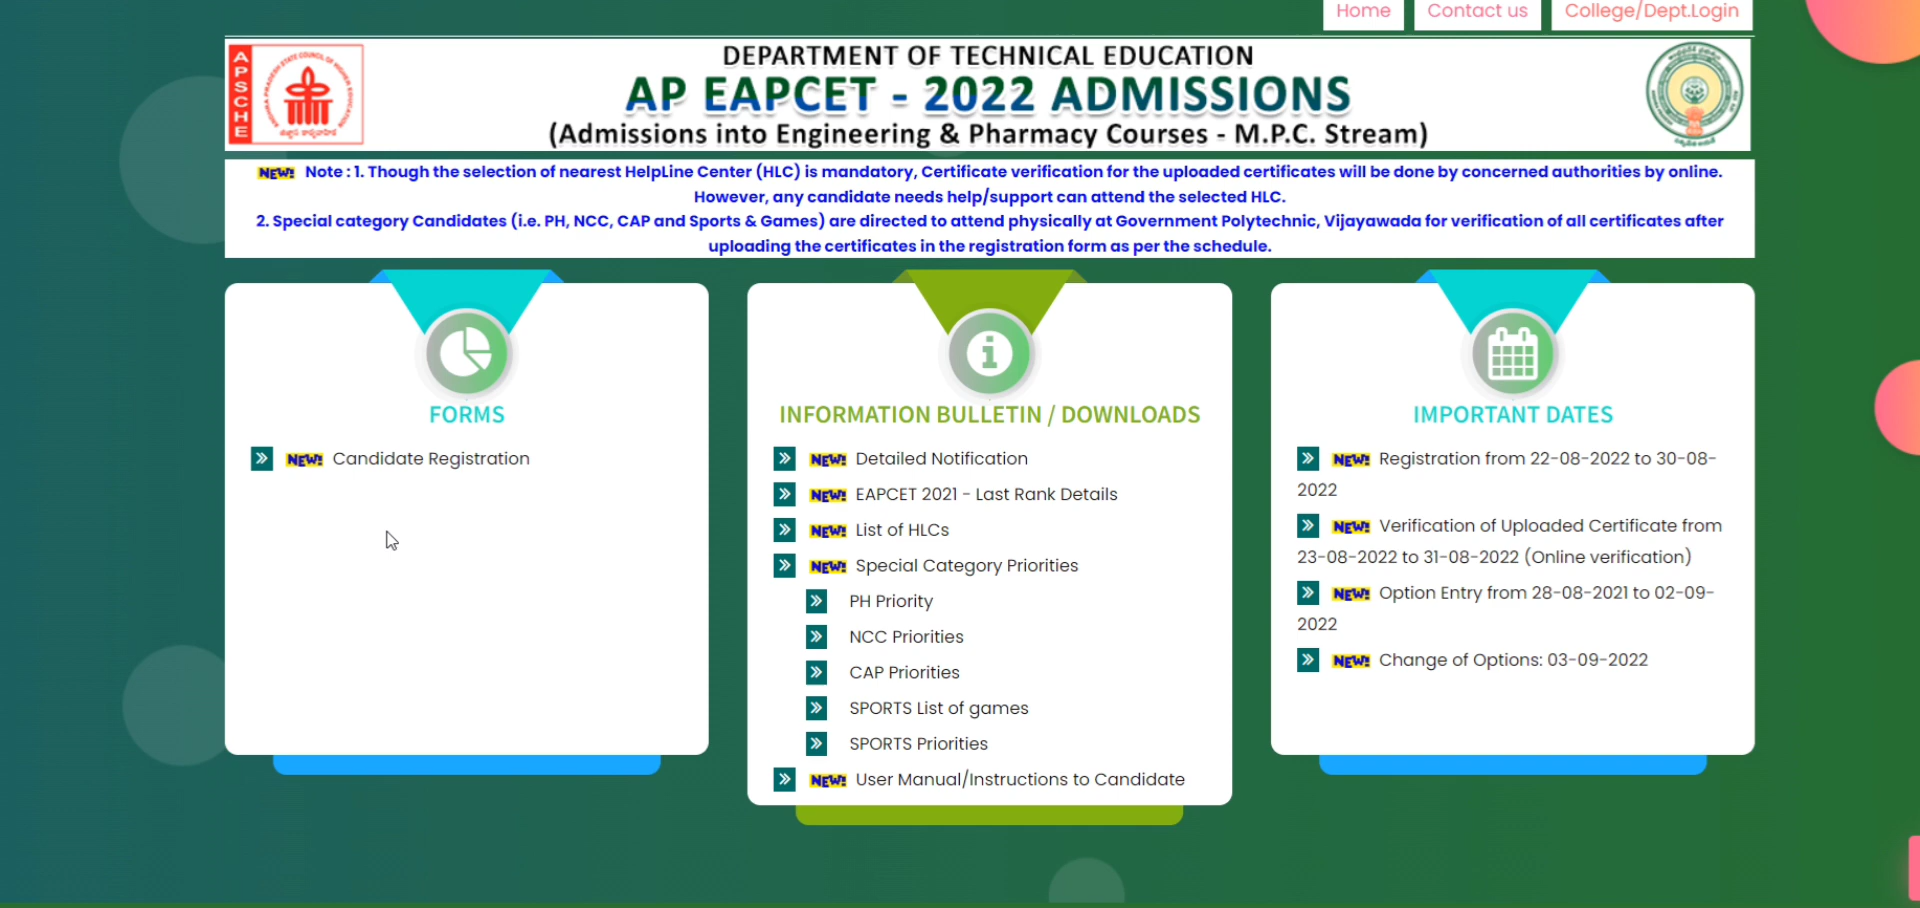 Home Contact us College/Dept.Login
APSCHE
DEPARTMENT OF TECHNICAL EDUCATION
AP EAPCET - 2022 ADMISSIONS
(Admissions into Engineering & Pharmacy Courses - M.P.C. Stream)
NEW! Note : 1. Though the selection of nearest HelpLine Center (HLC) is mandatory, Certificate verification for the uploaded certificates will be done by concerned authorities by online.
However, any candidate needs help/support can attend the selected HLC.
2. Special category Candidates (i.e. PH, NCC, CAP and Sports & Games) are directed to attend physically at Government Polytechnic, Vijayawada for verification of all certificates after
uploading the certificates in the registration form as per the schedule.
FORMS
NEW! Candidate Registration
INFORMATION BULLETIN / DOWNLOADS
NEW! Detailed Notification
NEW! EAPCET 2021 - Last Rank Details
NEW! List of HLCs
NEW! Special Category Priorities
PH Priority
NCC Priorities
CAP Priorities
SPORTS List of games
SPORTS Priorities
NEW! User Manual/Instructions to Candidate
IMPORTANT DATES
NEW! Registration from 22-08-2022 to 30-08-
2022
NEW! Verification of Uploaded Certificate from
23-08-2022 to 31-08-2022 (Online verification)
NEW! Option Entry from 28-08-2021 to 02-09-
2022
NEW! Change of Options: 03-09-2022